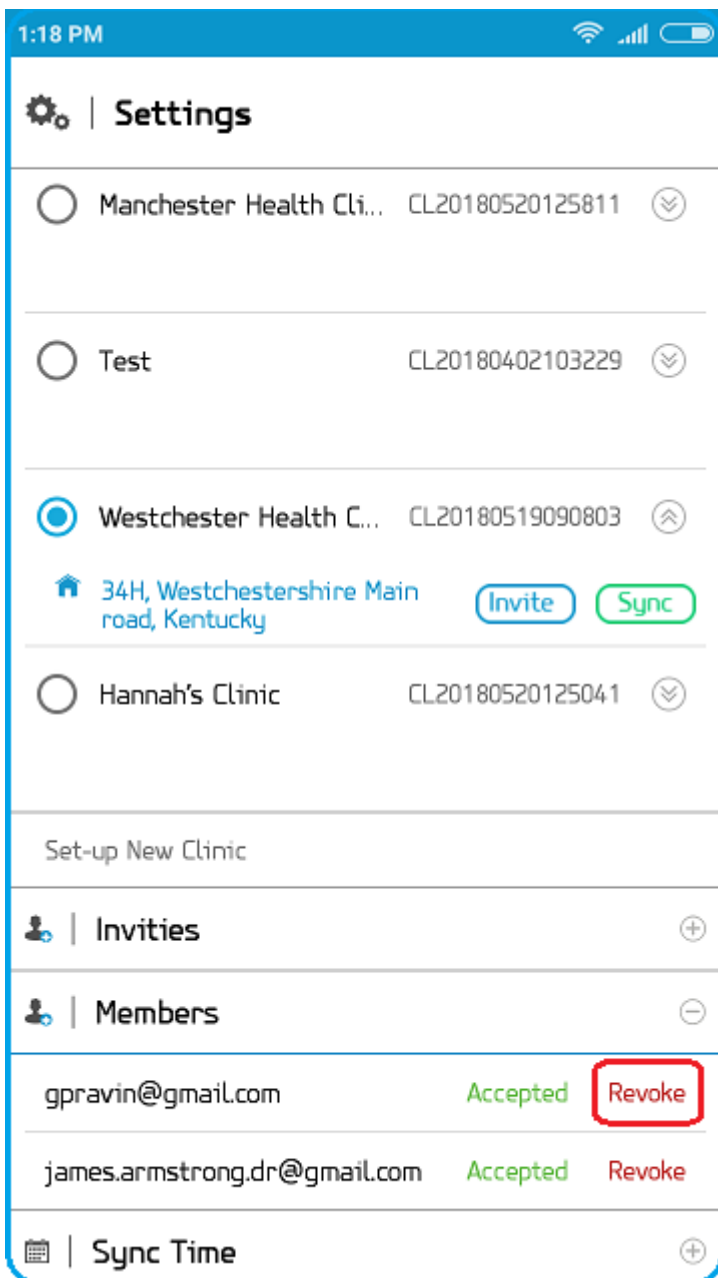 1:18 PM
Settings
Manchester Health Cli... CL20180520125811
Test CL20180402103229
Westchester Health C... CL20180519090803
34H, Westchestershire Main
road, Kentucky
Invite Sync
Hannah's Clinic CL20180520125041
Set-up New Clinic
Invities
Members
gpravin@gmail.com Accepted Revoke
james.armstrong.dr@gmail.com Accepted Revoke
Sync Time